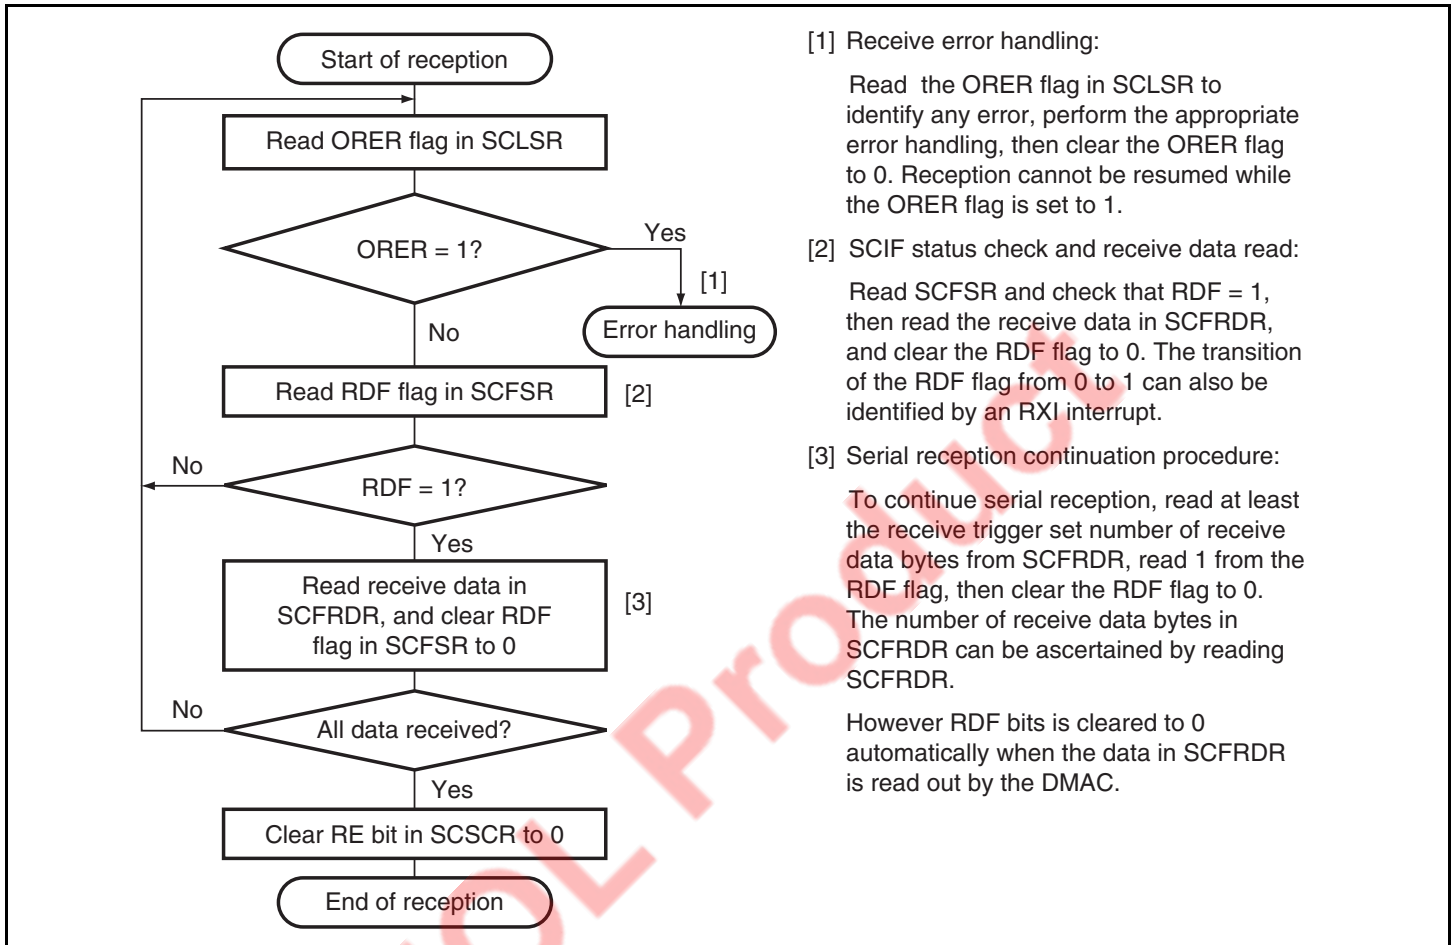 Start of reception
Read ORER flag in SCLSR
ORER = 1?
Yes
[1]
Error handling
No
Read RDF flag in SCFSR
[2]
No
RDF = 1?
Yes
Read receive data in
SCFRDR, and clear RDF
flag in SCFSR to 0
[3]
No
All data received?
Yes
Clear RE bit in SCSCR to 0
End of reception
[1] Receive error handling:
Read the ORER flag in SCLSR to
identify any error, perform the appropriate
error handling, then clear the ORER flag
to 0. Reception cannot be resumed while
the ORER flag is set to 1.
[2] SCIF status check and receive data read:
Read SCFSR and check that RDF = 1,
then read the receive data in SCFRDR,
and clear the RDF flag to 0. The transition
of the RDF flag from 0 to 1 can also be
identified by an RXI interrupt.
[3] Serial reception continuation procedure:
To continue serial reception, read at least
the receive trigger set number of receive
data bytes from SCFRDR, read 1 from the
RDF flag, then clear the RDF flag to 0.
The number of receive data bytes in
SCFRDR can be ascertained by reading
SCFRDR.
However RDF bits is cleared to 0
automatically when the data in SCFRDR
is read out by the DMAC.
OL Product